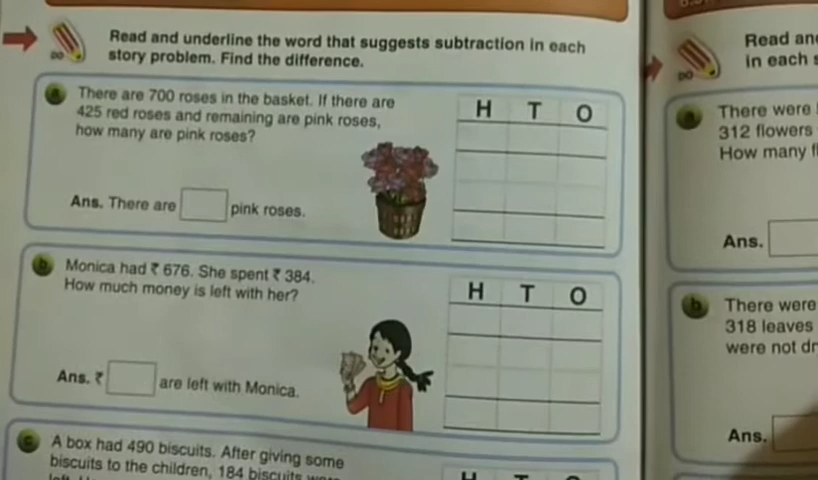 Read and underline the word that suggests subtraction in each
story problem. Find the difference.
DO
a
There are 700 roses in the basket. If there are
425 red roses and remaining are pink roses,
how many are pink roses?
H T O
Ans. There are pink roses.
b
Monica had ₹ 676. She spent ₹ 384.
How much money is left with her?
H T O
Ans. ₹ are left with Monica.
c
A box had 490 biscuits. After giving some
biscuits to the children, 184 biscuits
H T O
DO
Read
in each
a
There were
312 flowers
How many
Ans.
b
There were
318 leaves
were not
Ans.